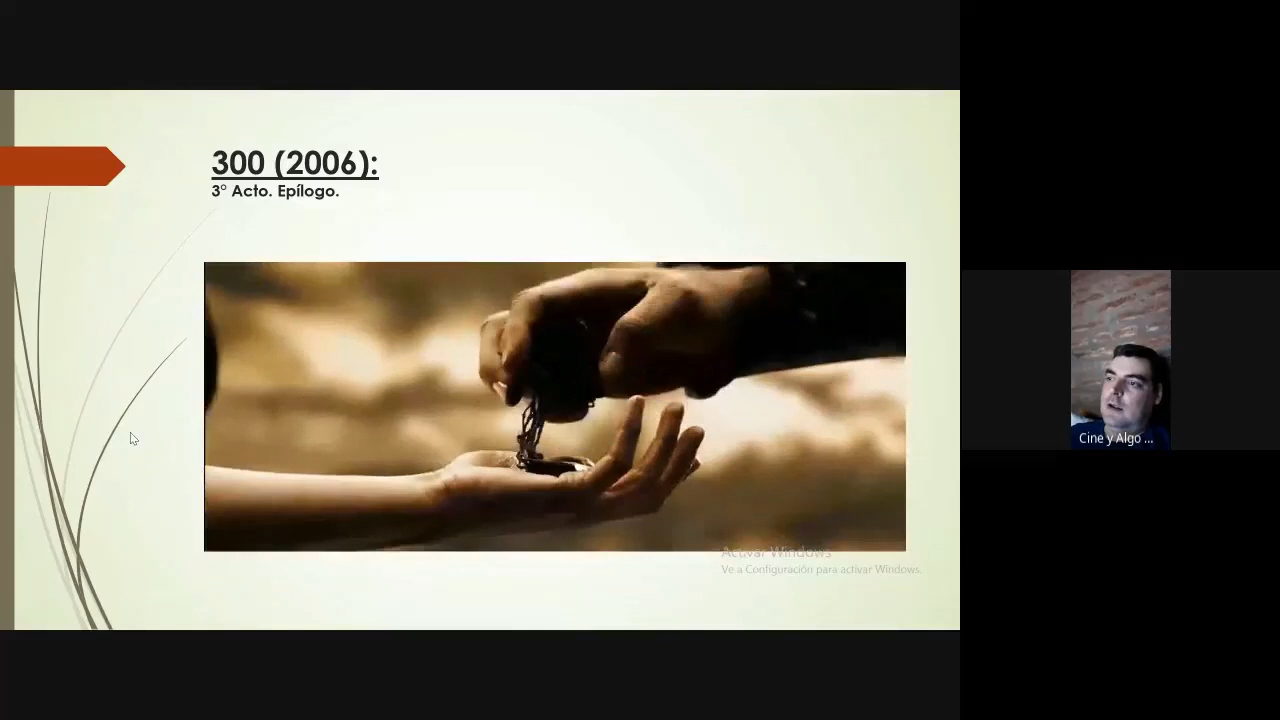 300 (2006):
3° Acto. Epílogo.
Activar Windows
Ve a Configuración para activar Windows.
Cine y Algo ...